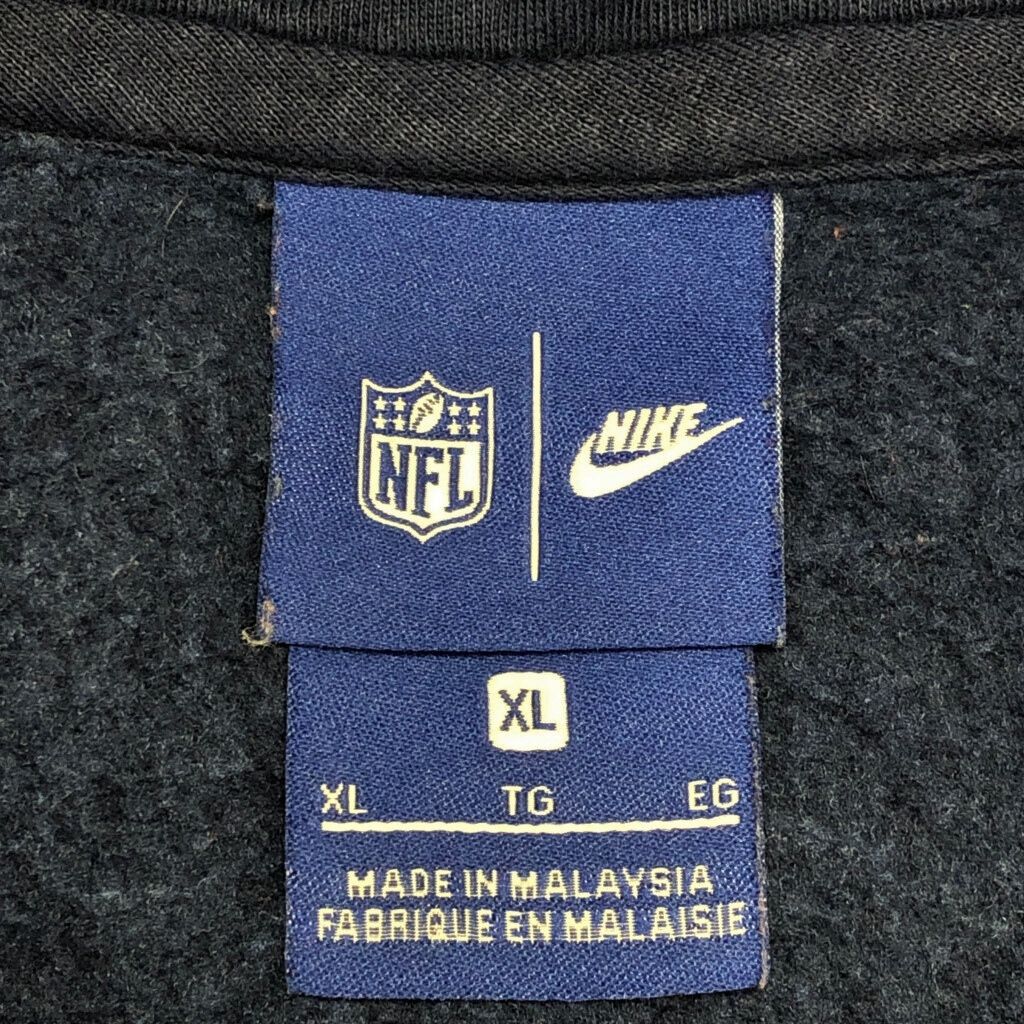 NFL
NIKE
XL
XL TG EG
MADE IN MALAYSIA
FABRIQUE EN MALAISIE